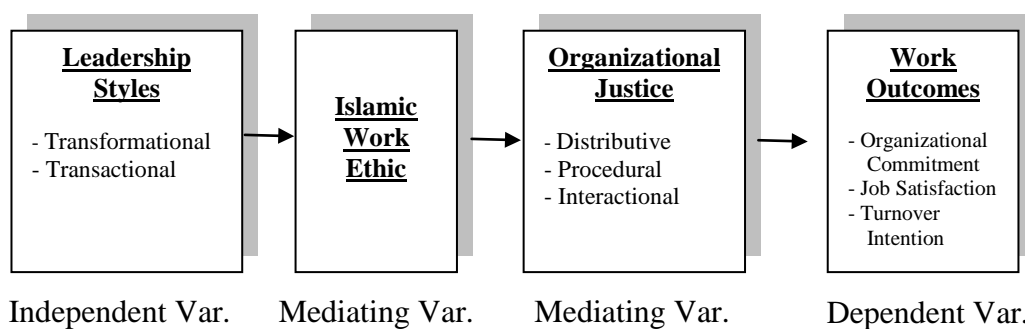 Leadership
Styles
- Transformational
- Transactional
Islamic
Work
Ethic
Organizational
Justice
- Distributive
- Procedural
- Interactional
Work
Outcomes
- Organizational
Commitment
- Job Satisfaction
- Turnover
Intention
Independent Var.
Mediating Var.
Mediating Var.
Dependent Var.